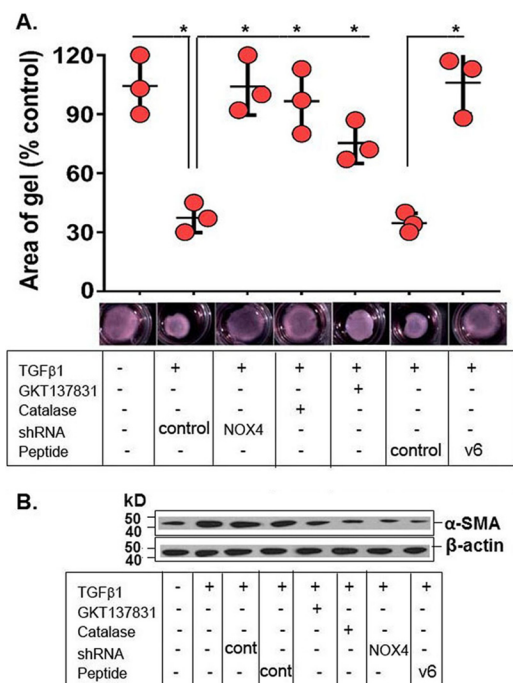 A.
* * * * *
120
90
60
30
0
Area of gel (% control)
TGFβ1 - + + + + + +
GKT137831 - - - - + - -
Catalase - - - + - - -
shRNA - control NOX4 - - - -
Peptide - - - - - control v6
B.
kD
50
40
α-SMA
50
40
β-actin
TGFβ1 - + + + + + + +
GKT137831 - - - - + - - -
Catalase - - - - - + - -
shRNA - - cont - - - NOX4 -
Peptide - - - cont - - - v6